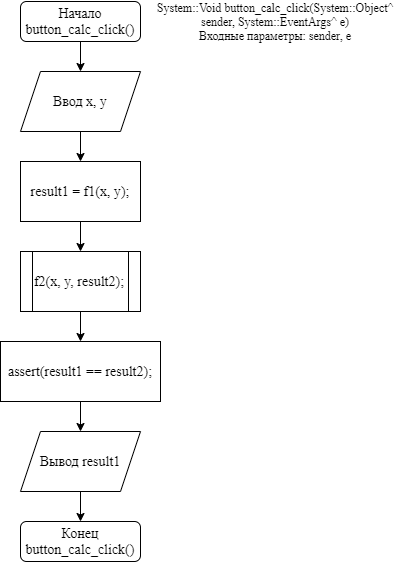 Начало
button_calc_click()
System::Void button_calc_click(System::Object^
sender, System::EventArgs^ e)
Входные параметры: sender, e
Ввод x, y
result1 = f1(x, y);
f2(x, y, result2);
assert(result1 == result2);
Вывод result1
Конец
button_calc_click()